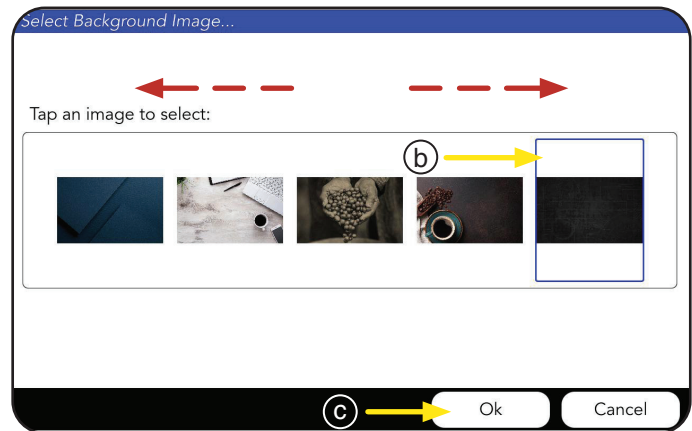 Select Background Image...
Tap an image to select:
b
c
Ok
Cancel